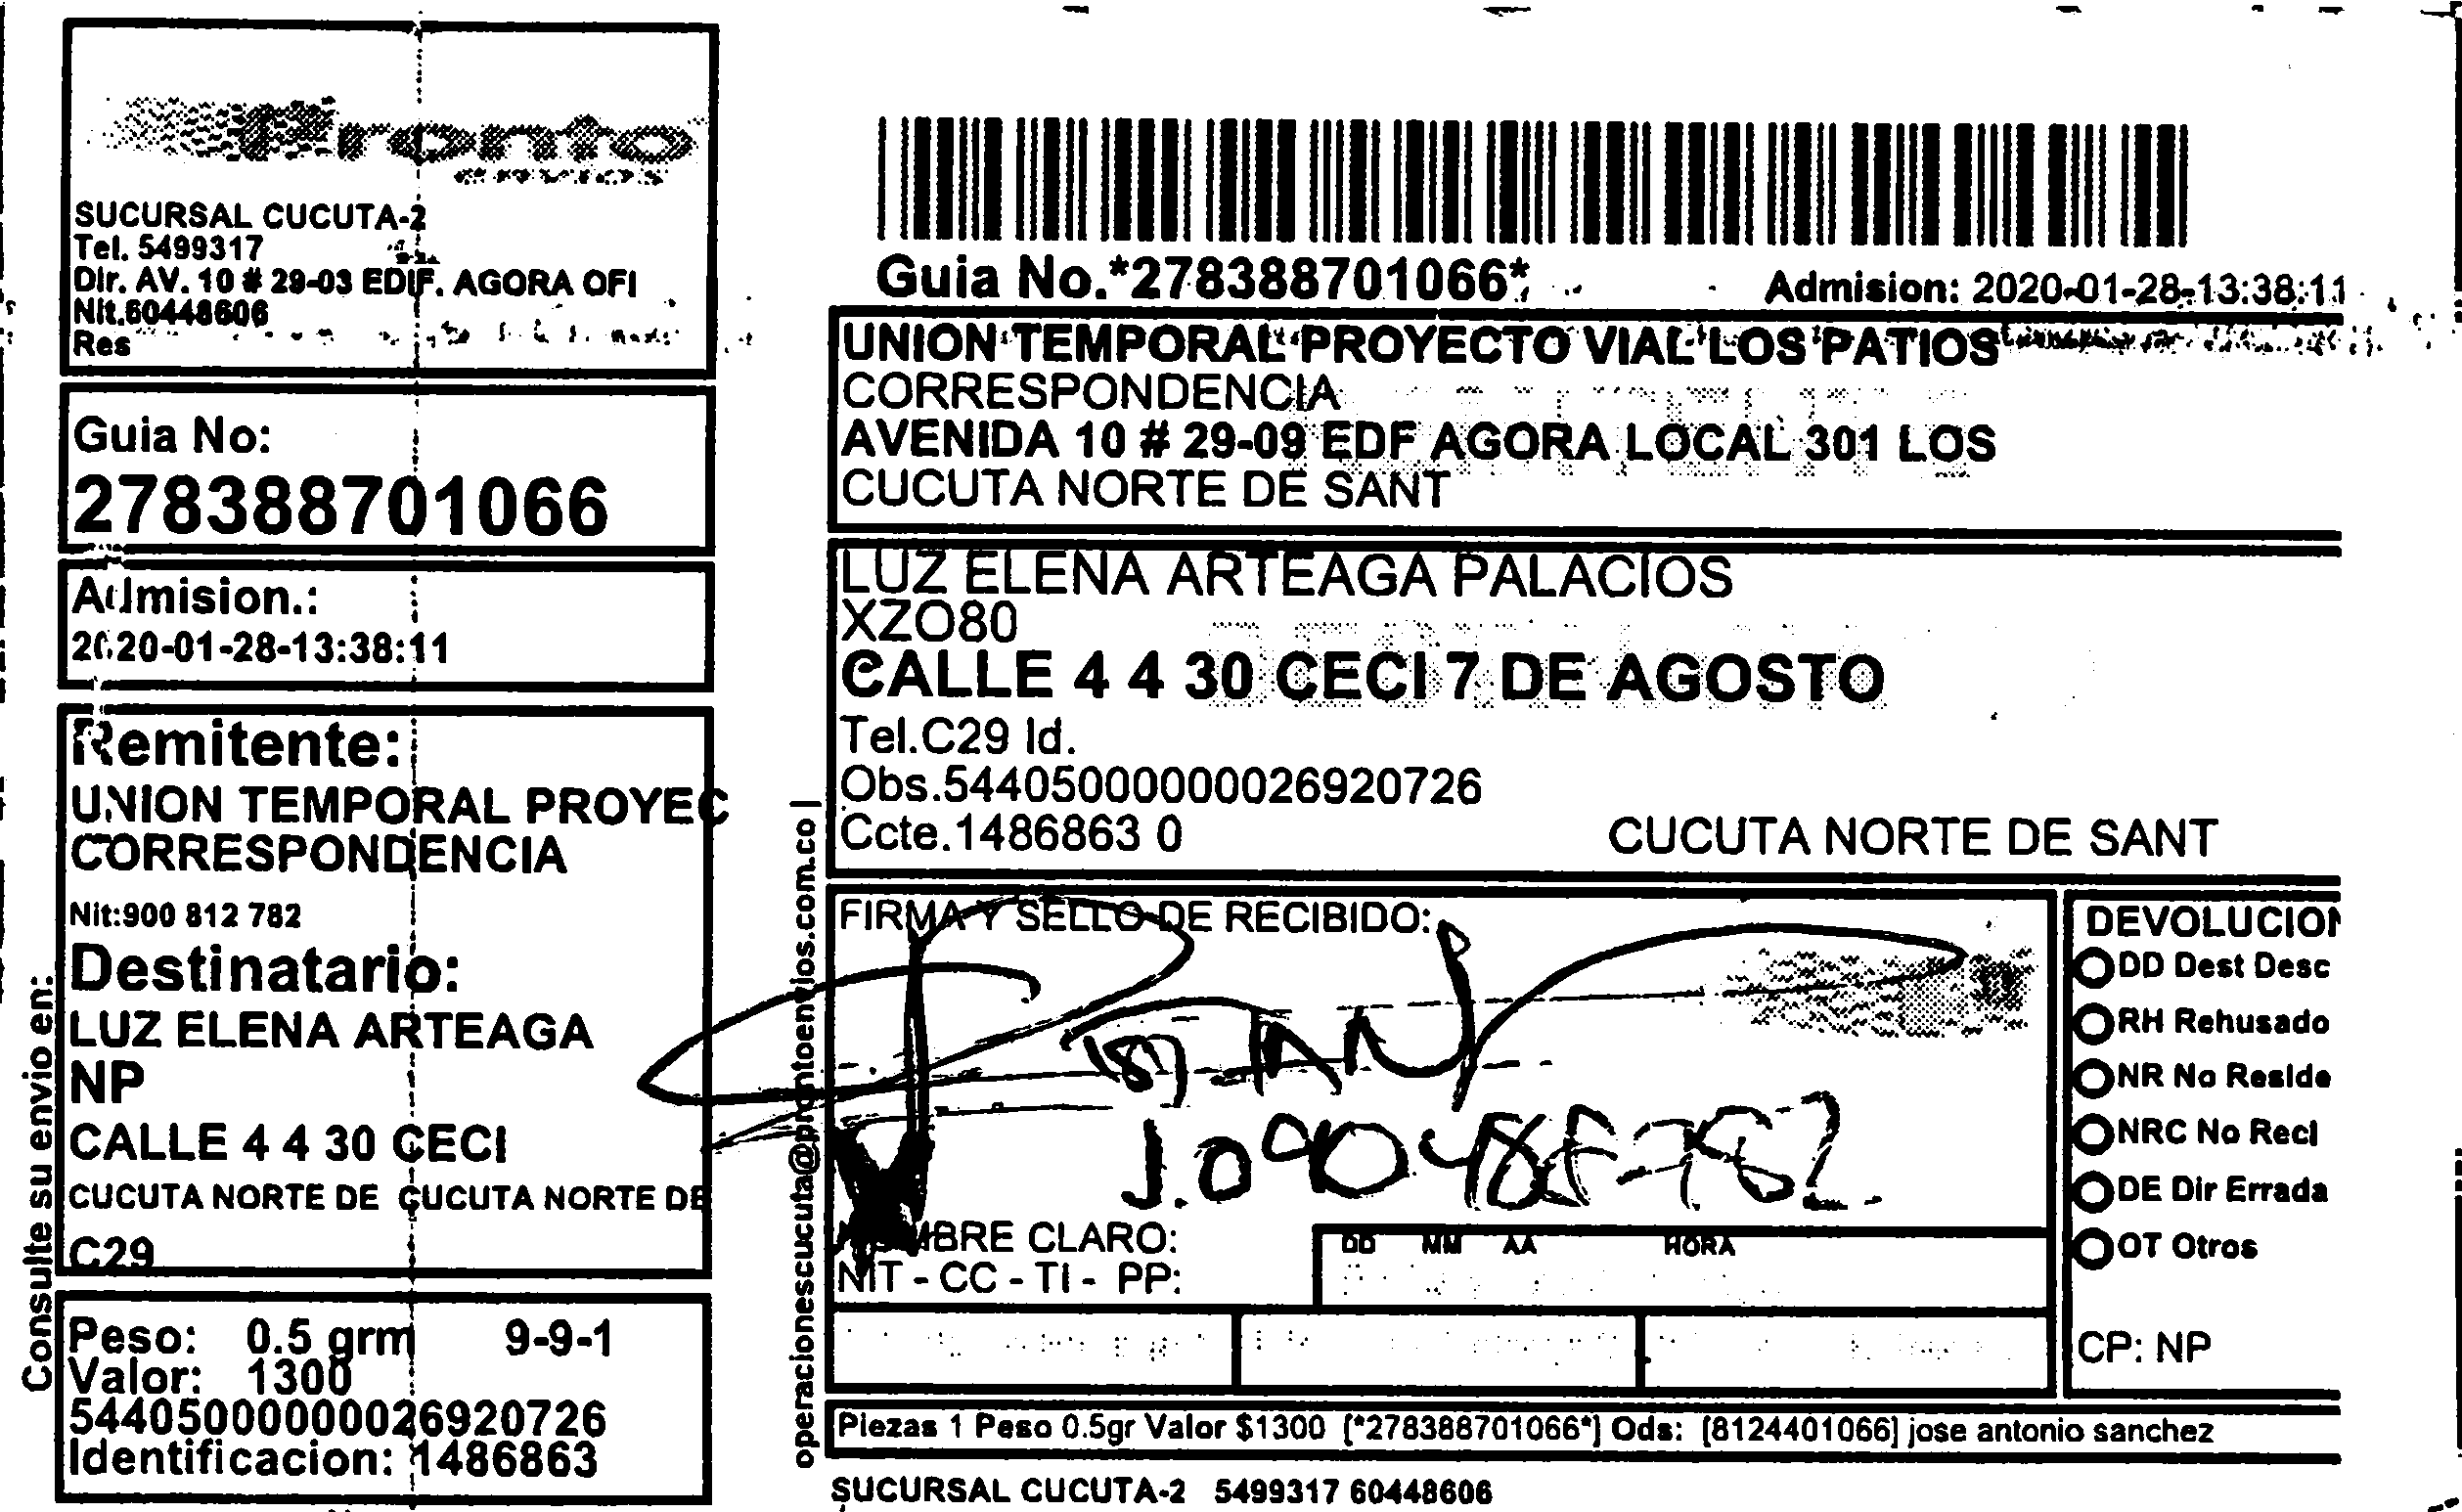 Pronto
envios
SUCURSAL CUCUTA-2
Tel. 5499317
Dir. AV. 10 # 29-03 EDIF. AGORA OFI
Nit.60448606
Res
Guia No:
278388701066
Admision.:
2020-01-28-13:38:11
Remitente:
UNION TEMPORAL PROYEC
CORRESPONDENCIA
Nit:900 812 782
Destinatario:
LUZ ELENA ARTEAGA
NP
CALLE 4 4 30 CECI
CUCUTA NORTE DE CUCUTA NORTE DE
C29
Peso: 0.5 grm 9-9-1
Valor: 1300
544050000000026920726
Identificacion: 1486863
Consulte su envio en:
operacionescucuta@prontoenvios.com.co |
Guia No.*278388701066*
Admision: 2020-01-28-13:38:11
UNION TEMPORAL PROYECTO VIAL LOS PATIOS
CORRESPONDENCIA
AVENIDA 10 # 29-09 EDF AGORA LOCAL 301 LOS
CUCUTA NORTE DE SANT
LUZ ELENA ARTEAGA PALACIOS
XZO80
CALLE 4 4 30 CECI 7 DE AGOSTO
Tel.C29 Id.
Obs.544050000000026920726
Ccte.1486863 0 CUCUTA NORTE DE SANT
FIRMA Y SELLO DE RECIBIDO:
NOMBRE CLARO:
NIT - CC - TI - PP:
DD MM AA HORA
DEVOLUCION
DD Dest Desc
RH Rehusado
NR No Reside
NRC No Reci
DE Dir Errada
OT Otros
CP: NP
Piezas 1 Peso 0.5gr Valor $1300 [*278388701066*] Ods: [8124401066] jose antonio sanchez
SUCURSAL CUCUTA-2 5499317 60448606